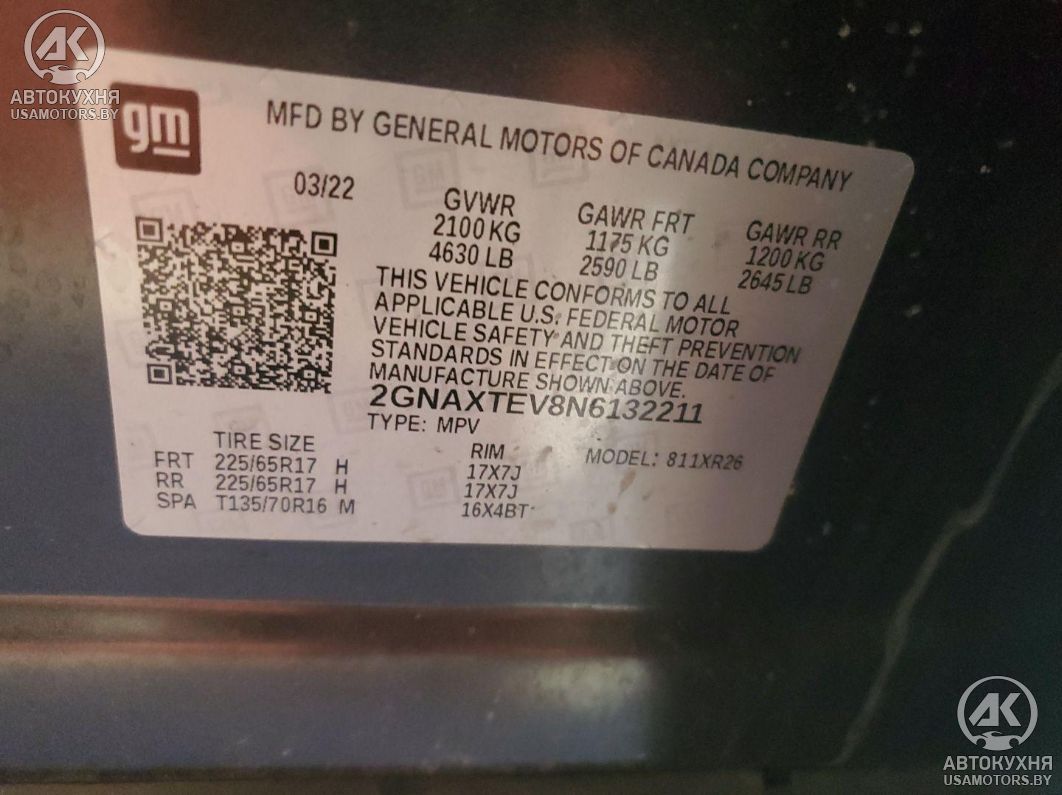 АВТОКУХНЯ
USAMOTORS.BY
gm
MFD BY GENERAL MOTORS OF CANADA COMPANY
03/22
GVWR GAWR FRT GAWR RR
2100 KG 1175 KG 1200 KG
4630 LB 2590 LB 2645 LB
THIS VEHICLE CONFORMS TO ALL
APPLICABLE U.S. FEDERAL MOTOR
VEHICLE SAFETY AND THEFT PREVENTION
STANDARDS IN EFFECT ON THE DATE OF
MANUFACTURE SHOWN ABOVE.
2GNAXTEV8N6132211
TYPE: MPV
TIRE SIZE RIM MODEL: 811XR26
FRT 225/65R17 H 17X7J
RR 225/65R17 H 17X7J
SPA T135/70R16 M 16X4BT
АВТОКУХНЯ
USAMOTORS.BY